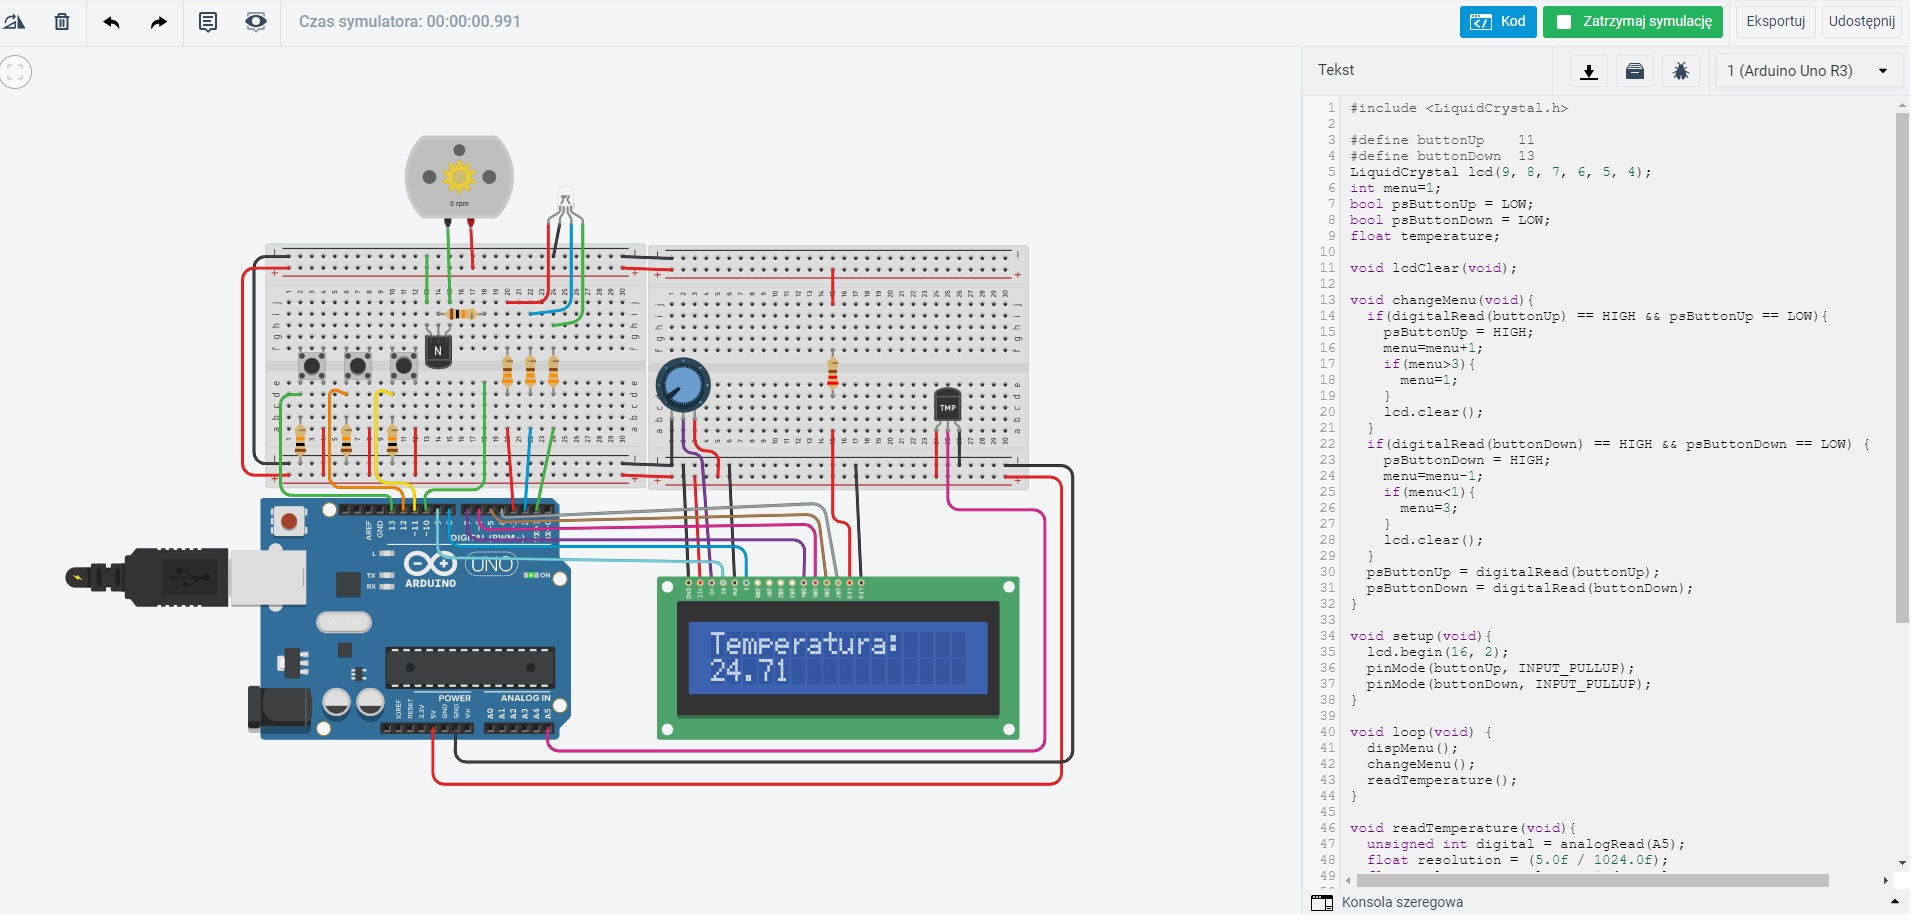 Czas symulatora: 00:00:00.991
Kod
Zatrzymaj symulację
Eksportuj
Udostępnij
Tekst
1 (Arduino Uno R3)
0 rpm
N
TMP
AREF
GND
13
12
~11
~10
DIGITAL (PWM~)
L
TX
RX
ARDUINO
UNO
ON
POWER
ANALOG IN
IOREF
RESET
3.3V
5V
GND
GND
Vin
A0
A1
A2
A3
A4
A5
Temperatura:
24.71
1 #include <LiquidCrystal.h>
2
3 #define buttonUp    11
4 #define buttonDown  13
5 LiquidCrystal lcd(9, 8, 7, 6, 5, 4);
6 int menu=1;
7 bool psButtonUp = LOW;
8 bool psButtonDown = LOW;
9 float temperature;
10
11 void lcdClear(void);
12
13 void changeMenu(void){
14   if(digitalRead(buttonUp) == HIGH && psButtonUp == LOW){
15     psButtonUp = HIGH;
16     menu=menu+1;
17     if(menu>3){
18       menu=1;
19     }
20     lcd.clear();
21   }
22   if(digitalRead(buttonDown) == HIGH && psButtonDown == LOW) {
23     psButtonDown = HIGH;
24     menu=menu-1;
25     if(menu<1){
26       menu=3;
27     }
28     lcd.clear();
29   }
30   psButtonUp = digitalRead(buttonUp);
31   psButtonDown = digitalRead(buttonDown);
32 }
33
34 void setup(void){
35   lcd.begin(16, 2);
36   pinMode(buttonUp, INPUT_PULLUP);
37   pinMode(buttonDown, INPUT_PULLUP);
38 }
39
40 void loop(void) {
41   dispMenu();
42   changeMenu();
43   readTemperature();
44 }
45
46 void readTemperature(void){
47   unsigned int digital = analogRead(A5);
48   float resolution = (5.0f / 1024.0f);
49
Konsola szeregowa